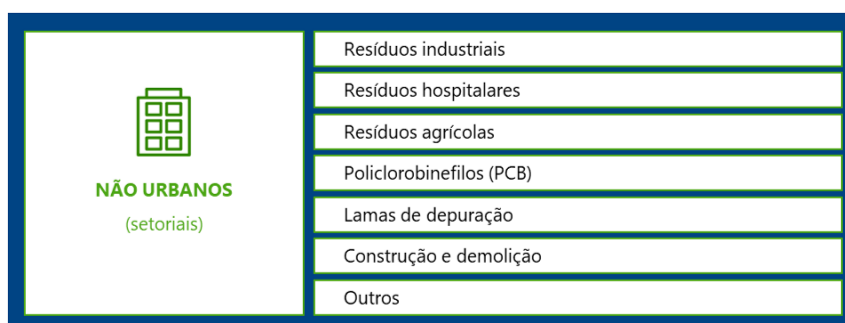 NÃO URBANOS
(setoriais)
Resíduos industriais
Resíduos hospitalares
Resíduos agrícolas
Policlorobinefilos (PCB)
Lamas de depuração
Construção e demolição
Outros